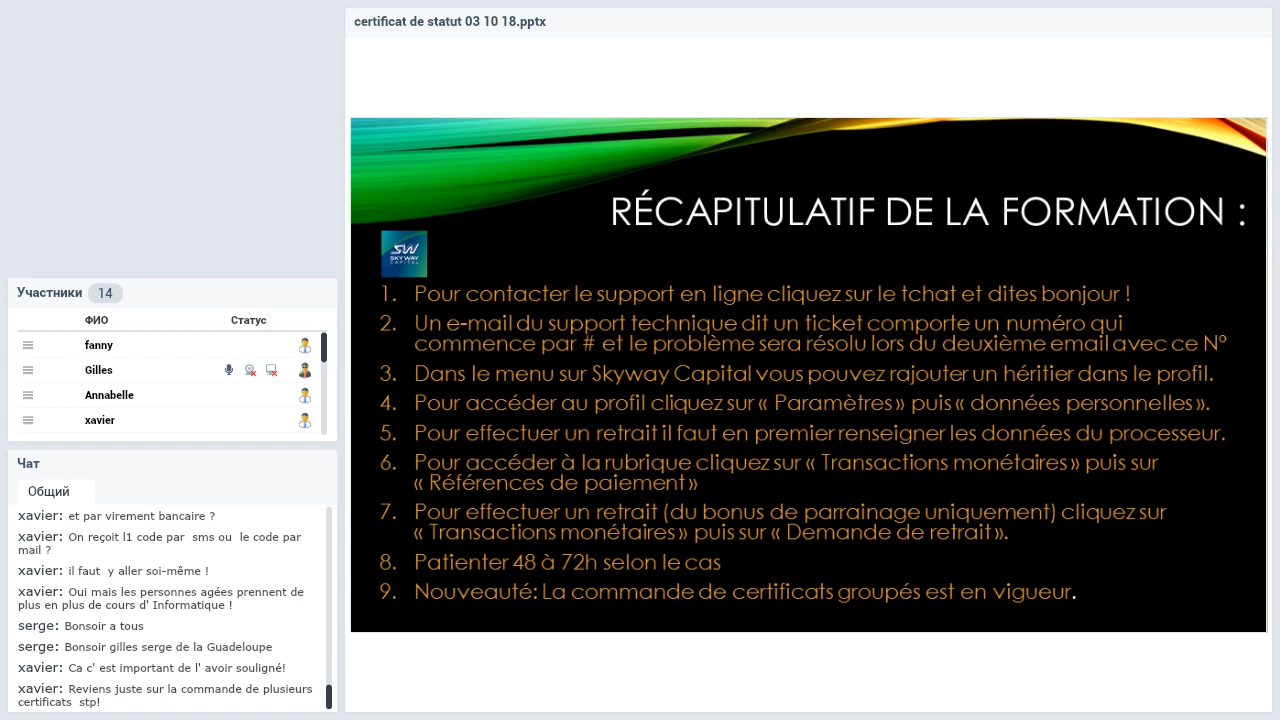 certificat de statut 03 10 18.pptx
RÉCAPITULATIF DE LA FORMATION :
SW
SKY WAY
CAPITAL
1. Pour contacter le support en ligne cliquez sur le tchat et dites bonjour !
2. Un e-mail du support technique dit un ticket comporte un numéro qui
commence par # et le problème sera résolu lors du deuxième email avec ce N°
3. Dans le menu sur Skyway Capital vous pouvez rajouter un héritier dans le profil.
4. Pour accéder au profil cliquez sur « Paramètres » puis « données personnelles ».
5. Pour effectuer un retrait il faut en premier renseigner les données du processeur.
6. Pour accéder à la rubrique cliquez sur « Transactions monétaires » puis sur
« Références de paiement »
7. Pour effectuer un retrait (du bonus de parrainage uniquement) cliquez sur
« Transactions monétaires » puis sur « Demande de retrait ».
8. Patienter 48 à 72h selon le cas
9. Nouveauté: La commande de certificats groupés est en vigueur.
Участники 14
ФИО Статус
fanny
Gilles
Annabelle
xavier
Чат
Общий
xavier: et par virement bancaire ?
xavier: On reçoit l1 code par sms ou le code par
mail ?
xavier: il faut y aller soi-même !
xavier: Oui mais les personnes agées prennent de
plus en plus de cours d' Informatique !
serge: Bonsoir a tous
serge: Bonsoir gilles serge de la Guadeloupe
xavier: Ca c' est important de l' avoir souligné!
xavier: Reviens juste sur la commande de plusieurs
certificats stp!